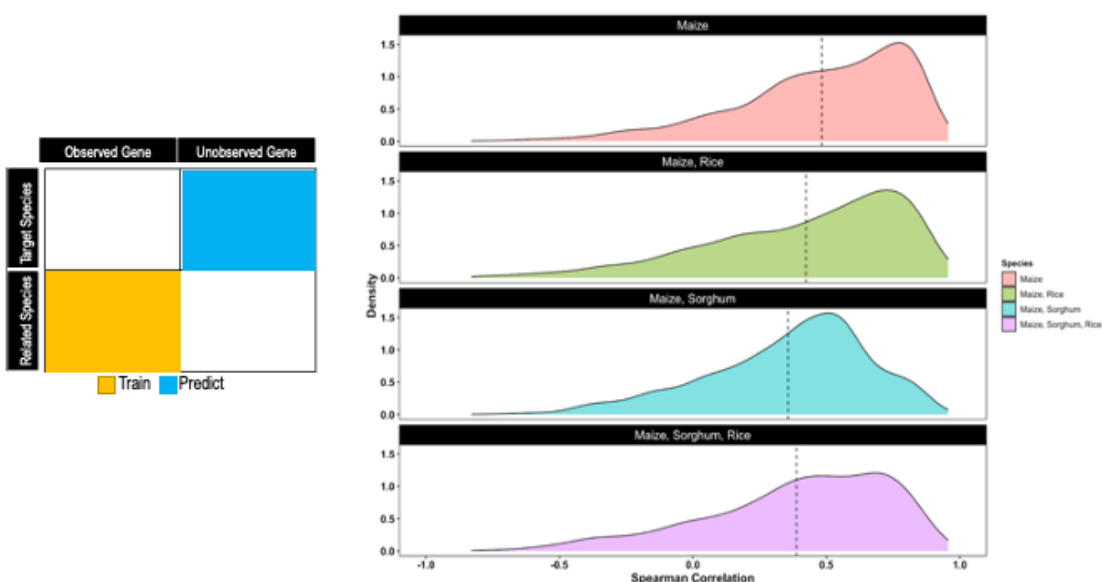 Observed Gene Unobserved Gene
Target Species
Related Species
Train Predict
Maize
1.5
1.0
0.5
0.0
Maize, Rice
1.5
1.0
0.5
0.0
Maize, Sorghum
1.5
1.0
0.5
0.0
Maize, Sorghum, Rice
1.5
1.0
0.5
0.0
Density
-1.0 -0.5 0.0 0.5 1.0
Spearman Correlation
Species
Maize
Maize, Rice
Maize, Sorghum
Maize, Sorghum, Rice